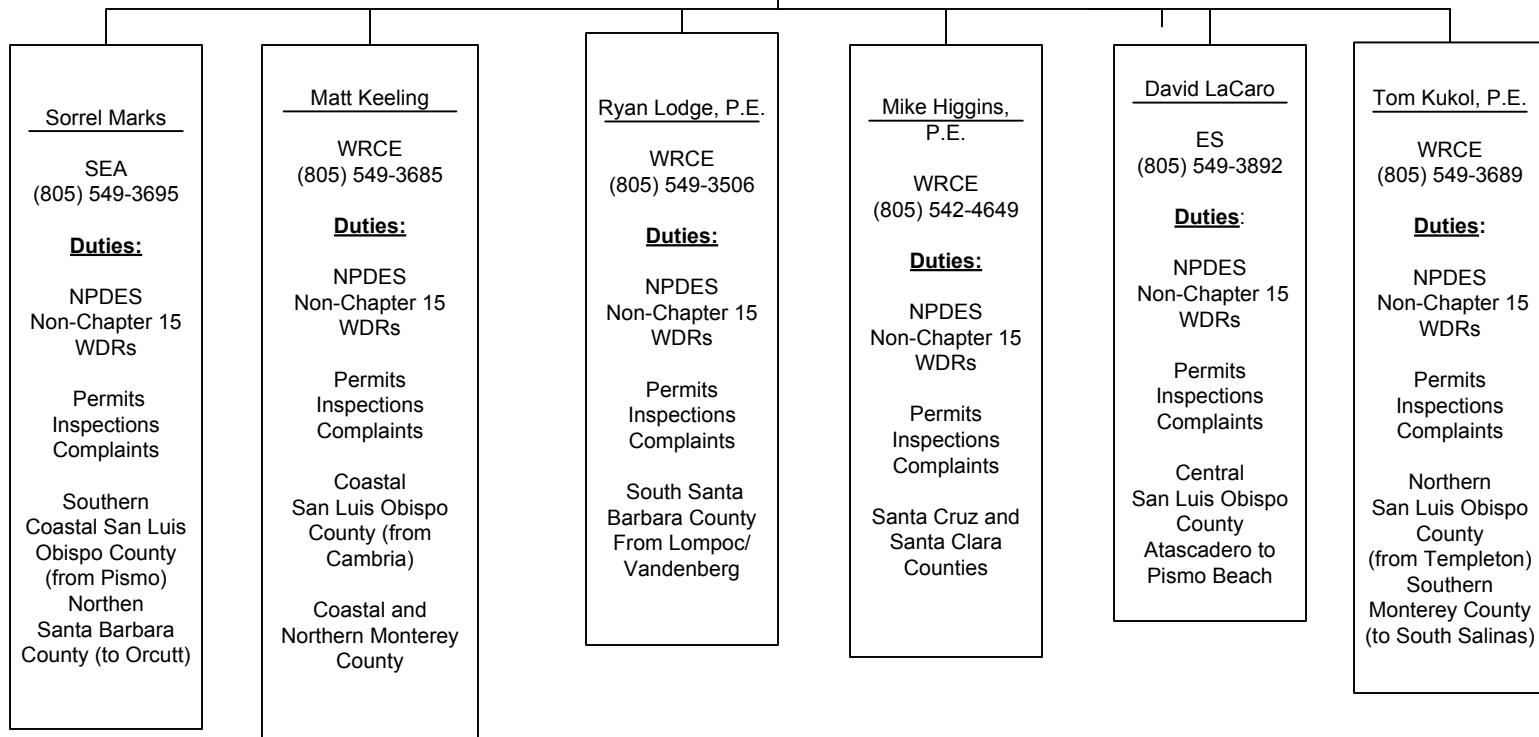 Sorrel Marks
SEA
(805) 549-3695
Duties:
NPDES
Non-Chapter 15
WDRs
Permits
Inspections
Complaints
Southern
Coastal San Luis
Obispo County
(from Pismo)
Northen
Santa Barbara
County (to Orcutt)
Matt Keeling
WRCE
(805) 549-3685
Duties:
NPDES
Non-Chapter 15
WDRs
Permits
Inspections
Complaints
Coastal
San Luis Obispo
County (from
Cambria)
Coastal and
Northern Monterey
County
Ryan Lodge, P.E.
WRCE
(805) 549-3506
Duties:
NPDES
Non-Chapter 15
WDRs
Permits
Inspections
Complaints
South Santa
Barbara County
From Lompoc/
Vandenberg
Mike Higgins,
P.E.
WRCE
(805) 542-4649
Duties:
NPDES
Non-Chapter 15
WDRs
Permits
Inspections
Complaints
Santa Cruz and
Santa Clara
Counties
David LaCaro
ES
(805) 549-3892
Duties:
NPDES
Non-Chapter 15
WDRs
Permits
Inspections
Complaints
Central
San Luis Obispo
County
Atascadero to
Pismo Beach
Tom Kukol, P.E.
WRCE
(805) 549-3689
Duties:
NPDES
Non-Chapter 15
WDRs
Permits
Inspections
Complaints
Northern
San Luis Obispo
County
(from Templeton)
Southern
Monterey County
(to South Salinas)